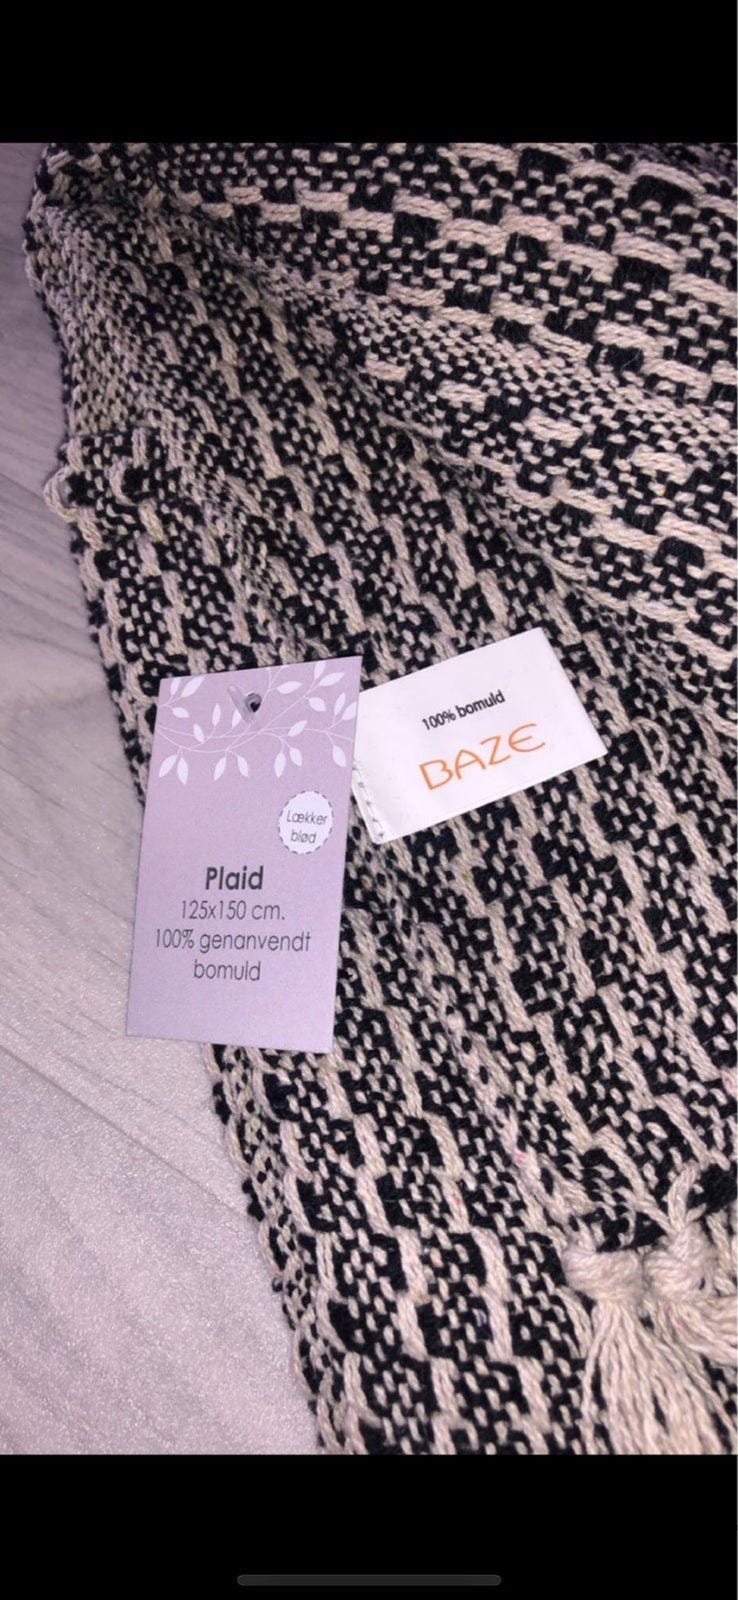 Lækker
blød
Plaid
125x150 cm.
100% genanvendt
bomuld
100% bomuld
BAZE